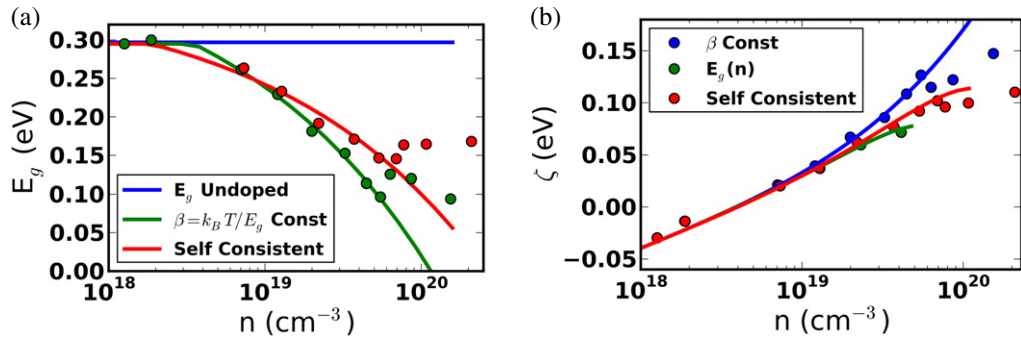 (a)
E_g (eV)
0.30
0.25
0.20
0.15
0.10
0.05
0.00
E_g Undoped
β=k_B T/E_g Const
Self Consistent
10^18
10^19
10^20
n (cm^−3)
(b)
ζ (eV)
0.15
0.10
0.05
0.00
−0.05
β Const
E_g(n)
Self Consistent
10^18
10^19
10^20
n (cm^−3)